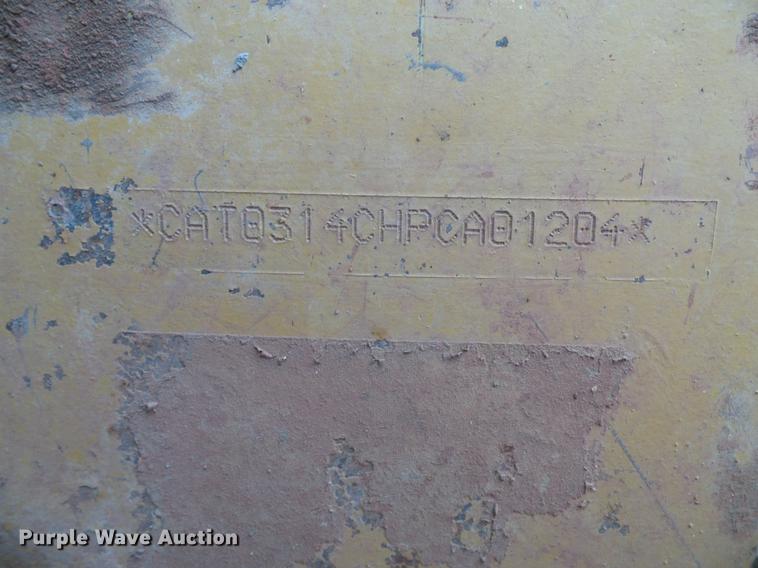 *CAT0314CHPCA01204*
Purple Wave Auction